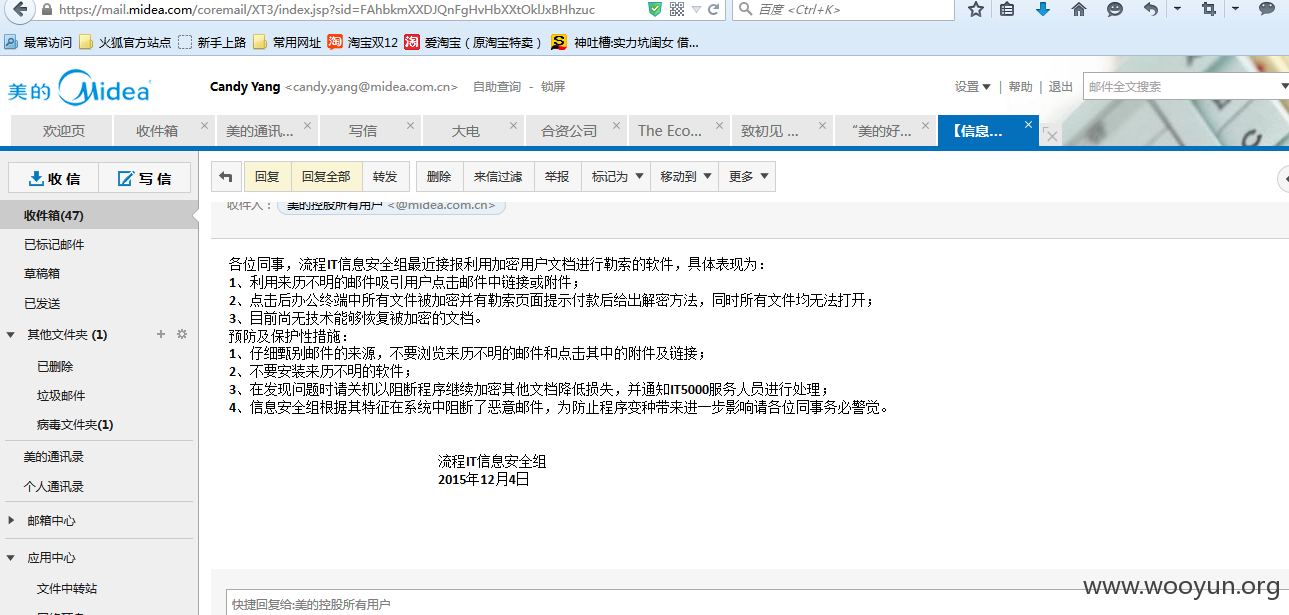 https://mail.midea.com/coremail/XT3/index.jsp?sid=FAhbkmXXDJQnFgHvHbXXtOklJxBHhzuc
百度 <Ctrl+K>
最常访问 火狐官方站点 新手上路 常用网址 淘宝双12 爱淘宝（原淘宝特卖） 神吐槽:实力坑闺女 借...
美的 Midea Candy Yang <candy.yang@midea.com.cn> 自助查询 - 锁屏 设置 | 帮助 | 退出 邮件全文搜索
欢迎页 收件箱 美的通讯... 写信 大电 合资公司 The Eco... 致初见 ... “美的好... 【信息...
收信 写信 回复 回复全部 转发 删除 来信过滤 举报 标记为 移动到 更多
收件人： 美的控股所有用户 <@midea.com.cn>
收件箱(47)
已标记邮件
草稿箱
已发送
其他文件夹 (1)
已删除
垃圾邮件
病毒文件夹(1)
美的通讯录
个人通讯录
邮箱中心
应用中心
文件中转站
各位同事，流程IT信息安全组最近接报利用加密用户文档进行勒索的软件，具体表现为：
1、利用来历不明的邮件吸引用户点击邮件中链接或附件；
2、点击后办公终端中所有文件被加密并有勒索页面提示付款后给出解密方法，同时所有文件均无法打开；
3、目前尚无技术能够恢复被加密的文档。
预防及保护性措施：
1、仔细甄别邮件的来源，不要浏览来历不明的邮件和点击其中的附件及链接；
2、不要安装来历不明的软件；
3、在发现问题时请关机以阻断程序继续加密其他文档降低损失，并通知IT5000服务人员进行处理；
4、信息安全组根据其特征在系统中阻断了恶意邮件，为防止程序变种带来进一步影响请各位同事务必警觉。
流程IT信息安全组
2015年12月4日
快捷回复给:美的控股所有用户
www.wooyun.org